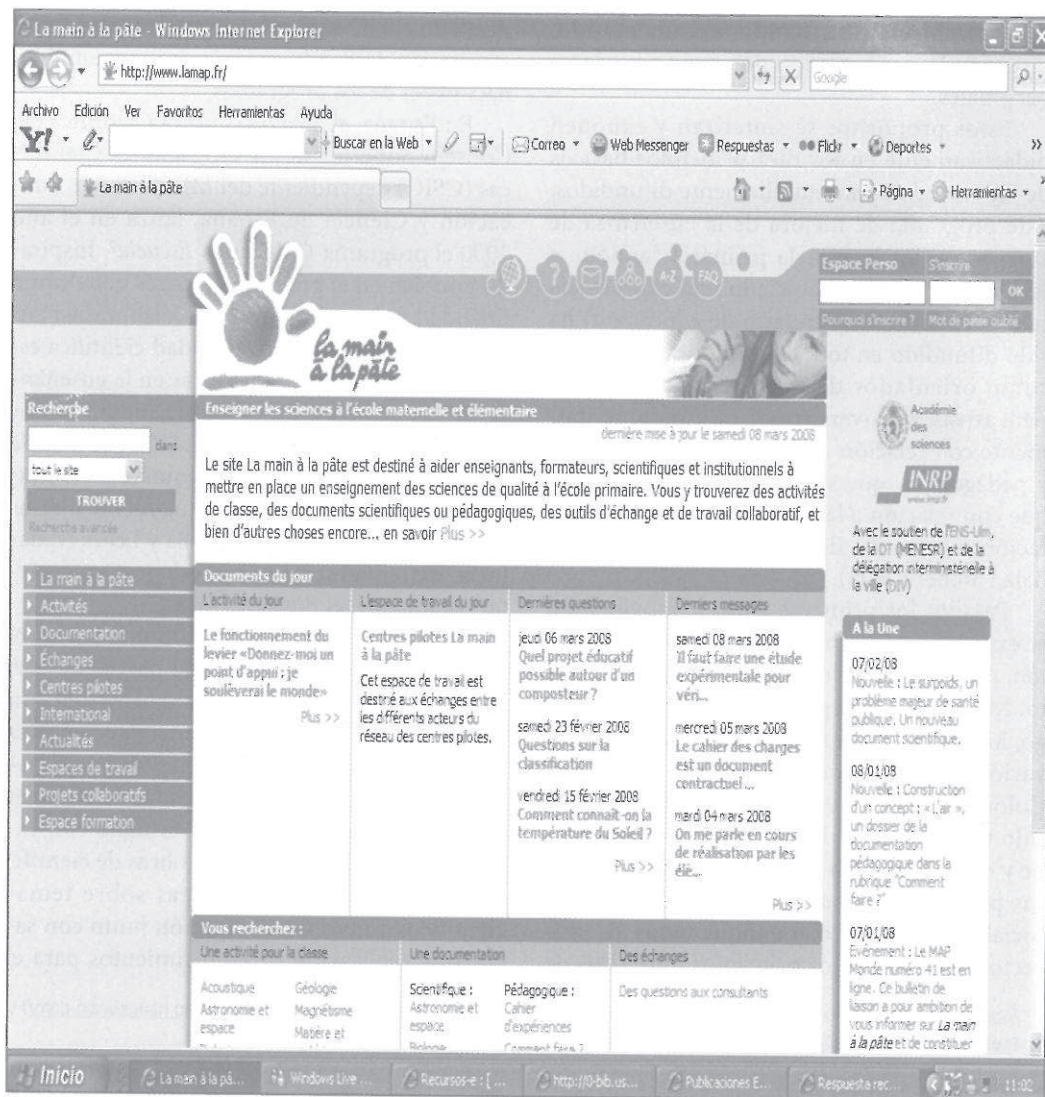 La main à la pâte - Windows Internet Explorer
http://www.lamap.fr/
Google
Archivo Edición Ver Favoritos Herramientas Ayuda
Y! Buscar en la Web Correo Web Messenger Respuestas Flickr Deportes »
La main à la pâte
Página Herramientas
? A-Z FAQ
Espace Perso S'inscrire
OK
Pourquoi s'inscrire ? Mot de passe oublié
la main
à la pâte
Recherche
dans
tout le site
TROUVER
Recherche avancée
La main à la pâte
Activités
Documentation
Échanges
Centres pilotes
International
Actualités
Espaces de travail
Projets collaboratifs
Espace formation
Enseigner les sciences à l'école maternelle et élémentaire
dernière mise à jour le samedi 08 mars 2008
Le site La main à la pâte est destiné à aider enseignants, formateurs, scientifiques et institutionnels à
mettre en place un enseignement des sciences de qualité à l'école primaire. Vous y trouverez des activités
de classe, des documents scientifiques ou pédagogiques, des outils d'échange et de travail collaboratif, et
bien d'autres choses encore... en savoir Plus >>
Documents du jour
L'activité du jour
Le fonctionnement du
levier «Donnez-moi un
point d'appui : je
soulèverai le monde»
Plus >>
L'espace de travail du jour
Centres pilotes La main
à la pâte
Cet espace de travail est
destiné aux échanges entre
les différents acteurs du
réseau des centres pilotes.
Dernières questions
jeudi 06 mars 2008
Quel projet éducatif
possible autour d'un
composteur ?
samedi 23 février 2008
Questions sur la
classification
vendredi 15 février 2008
Comment connaît-on la
température du Soleil ?
Plus >>
Derniers messages
samedi 08 mars 2008
Il faut faire une étude
expérimentale pour
véri...
mercredi 05 mars 2008
Le cahier des charges
est un document
contractuel ...
mardi 04 mars 2008
On me parle en cours
de réalisation par les
élè...
Plus >>
Vous recherchez :
Une activité pour la classe
Acoustique Géologie
Astronomie et Magnétisme
espace Matière et
Une documentation
Scientifique : Pédagogique :
Astronomie et Cahier
espace d'expériences
Biologie Comment faire ?
Des échanges
Des questions aux consultants
Académie
des
sciences
INRP
www.inrp.fr
Avec le soutien de l'ENS-Ulm,
de la DT (MENESR) et de la
délégation interministérielle à
la ville (DIV)
A la Une
07/02/08
Nouvelle : Le surpoids, un
problème majeur de santé
publique. Un nouveau
document scientifique.
08/01/08
Nouvelle : Construction
d'un concept : «L'air »,
un dossier de la
documentation
pédagogique dans la
rubrique "Comment
faire ?"
07/01/08
Evénement : Le MAP
Monde numéro 41 est en
ligne. Ce bulletin de
liaison a pour ambition de
vous informer sur La main
à la pâte et de constituer
Inicio La main à la pâ... Windows Live ... Recursos-e : [ ... http://0-bib.us... Publicaciones E... Respuesta rec... 11:02